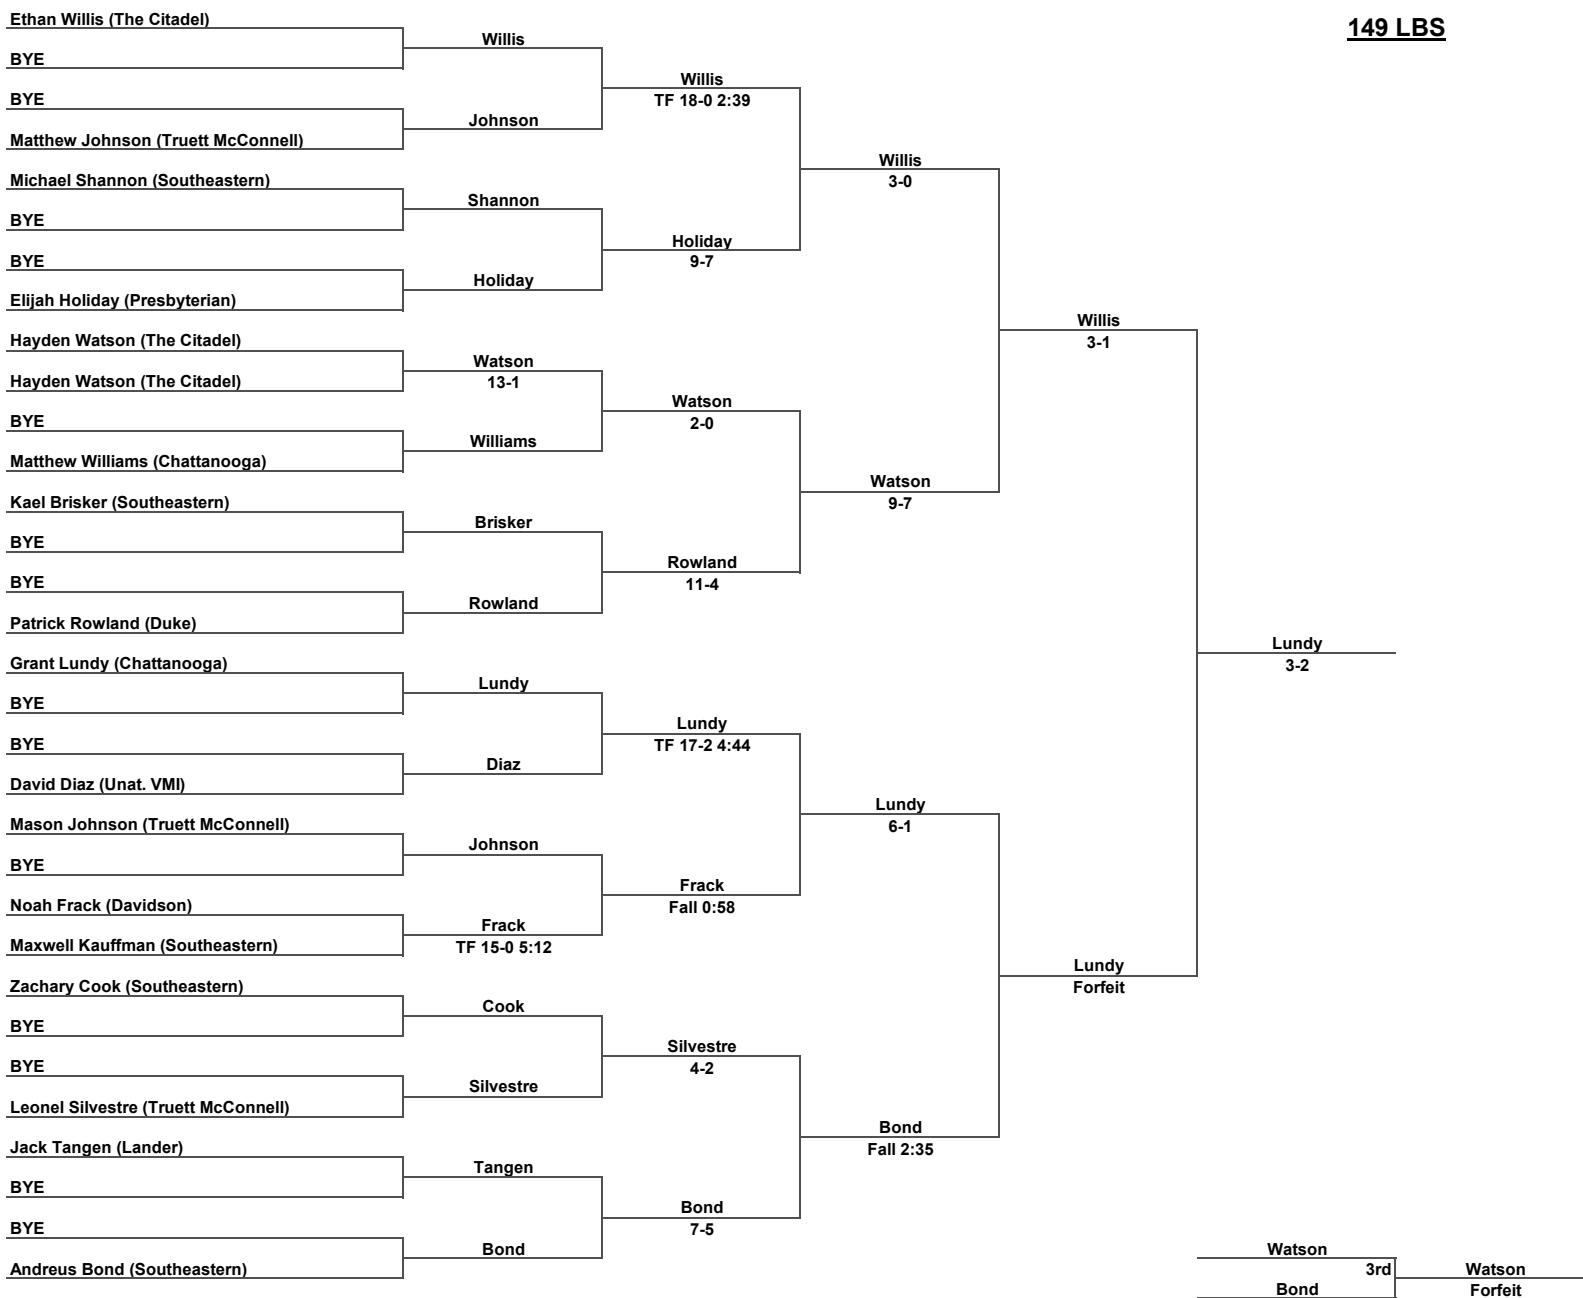 149 LBS
Ethan Willis (The Citadel)
BYE
BYE
Matthew Johnson (Truett McConnell)
Michael Shannon (Southeastern)
BYE
BYE
Elijah Holiday (Presbyterian)
Hayden Watson (The Citadel)
Hayden Watson (The Citadel)
BYE
Matthew Williams (Chattanooga)
Kael Brisker (Southeastern)
BYE
BYE
Patrick Rowland (Duke)
Grant Lundy (Chattanooga)
BYE
BYE
David Diaz (Unat. VMI)
Mason Johnson (Truett McConnell)
BYE
Noah Frack (Davidson)
Maxwell Kauffman (Southeastern)
Zachary Cook (Southeastern)
BYE
BYE
Leonel Silvestre (Truett McConnell)
Jack Tangen (Lander)
BYE
BYE
Andreus Bond (Southeastern)
Willis
Johnson
Shannon
Holiday
Watson
13-1
Williams
Brisker
Rowland
Lundy
Diaz
Johnson
Frack
TF 15-0 5:12
Cook
Silvestre
Tangen
Bond
Willis
TF 18-0 2:39
Holiday
9-7
Watson
2-0
Rowland
11-4
Lundy
TF 17-2 4:44
Frack
Fall 0:58
Silvestre
4-2
Bond
7-5
Willis
3-0
Watson
9-7
Lundy
6-1
Bond
Fall 2:35
Willis
3-1
Lundy
Forfeit
Lundy
3-2
Watson
3rd
Bond
Watson
Forfeit